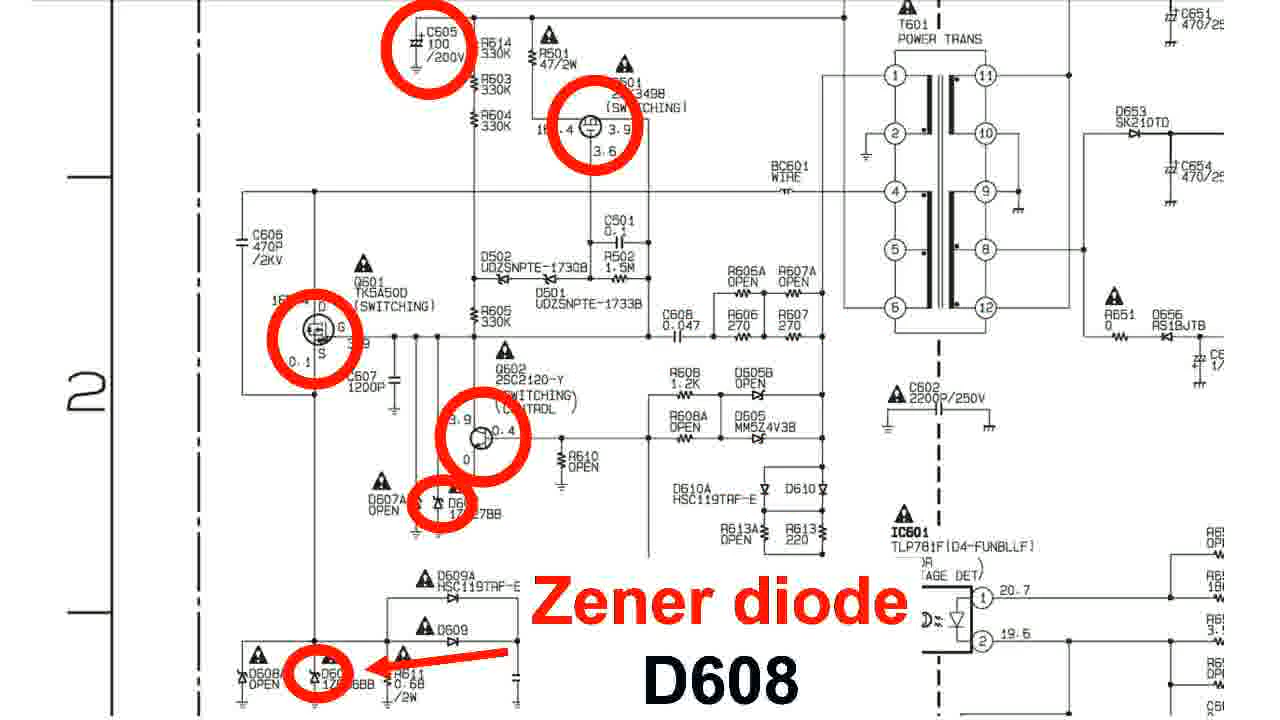 C605
100
/200V
R614
330K
R603
330K
R604
330K
R501
47/2W
(SWITCHING)
3.9
3.6
T601
POWER TRANS
1
2
4
5
6
11
10
9
8
12
C651
470/25
D653
SK210TD
C654
470/25
BC601
WIRE
C606
470P
/2KV
Q601
TK5A50D
(SWITCHING)
D
G
S
0.1
C607
1200P
C501
0.1
R502
1.5M
D502
UDZSNPTE-1730B
D501
UDZSNPTE-1733B
R605
330K
R606A
OPEN
R607A
OPEN
C608
0.047
R606
270
R607
270
R651
0
D656
RS1BJTB
2
Q602
2SC2120-Y
3.9
0.4
0
R608
1.2K
D605B
OPEN
R608A
OPEN
D605
MM5Z4V3B
C602
2200P/250V
R610
OPEN
D607A
OPEN
D610A
HSC119TRF-E
D610
R613A
OPEN
R613
220
IC601
TLP781F(D4-FUNBLLF)
1
20.7
2
19.6
D609A
HSC119TRF-E
D609
OPEN
R611
0.68
/2W
Zener diode
D608